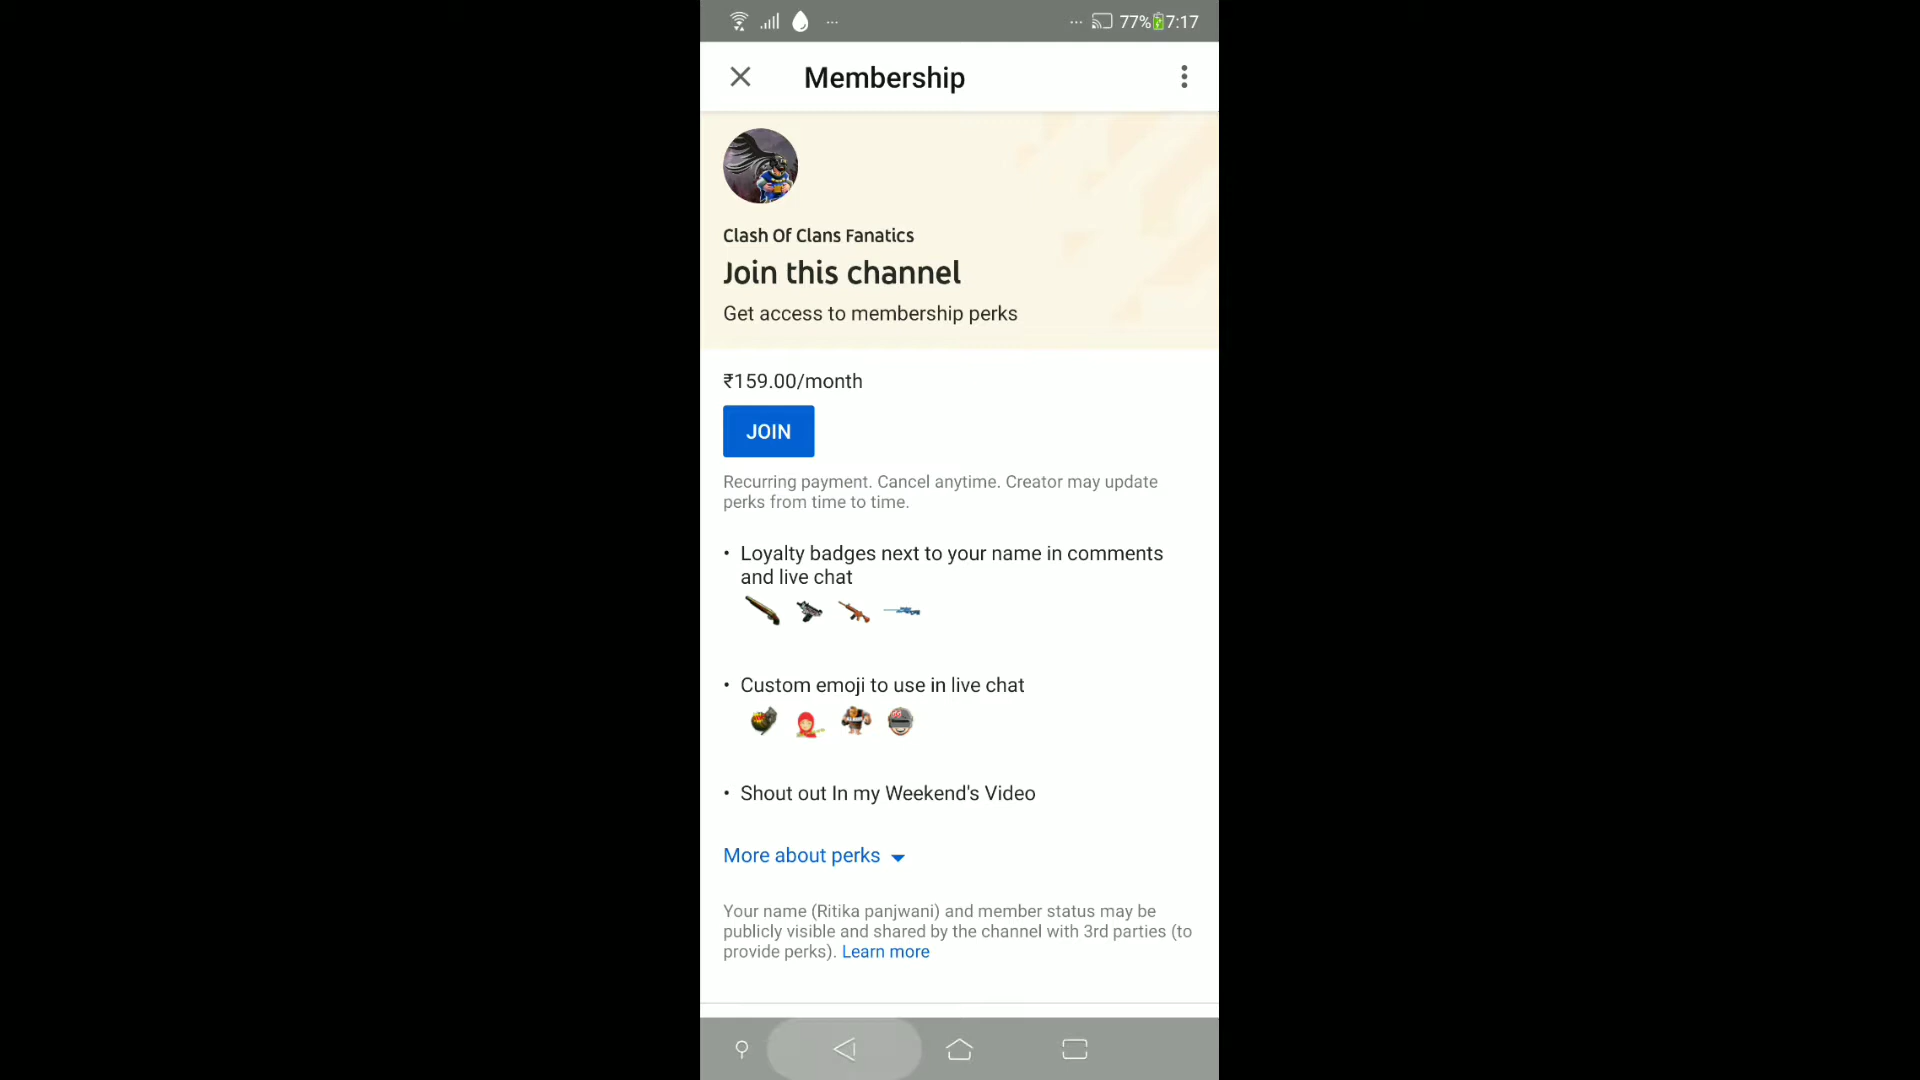 77% 7:17
Membership
Clash Of Clans Fanatics
Join this channel
Get access to membership perks
₹159.00/month
JOIN
Recurring payment. Cancel anytime. Creator may update
perks from time to time.
• Loyalty badges next to your name in comments
and live chat
• Custom emoji to use in live chat
• Shout out In my Weekend's Video
More about perks
Your name (Ritika panjwani) and member status may be
publicly visible and shared by the channel with 3rd parties (to
provide perks). Learn more